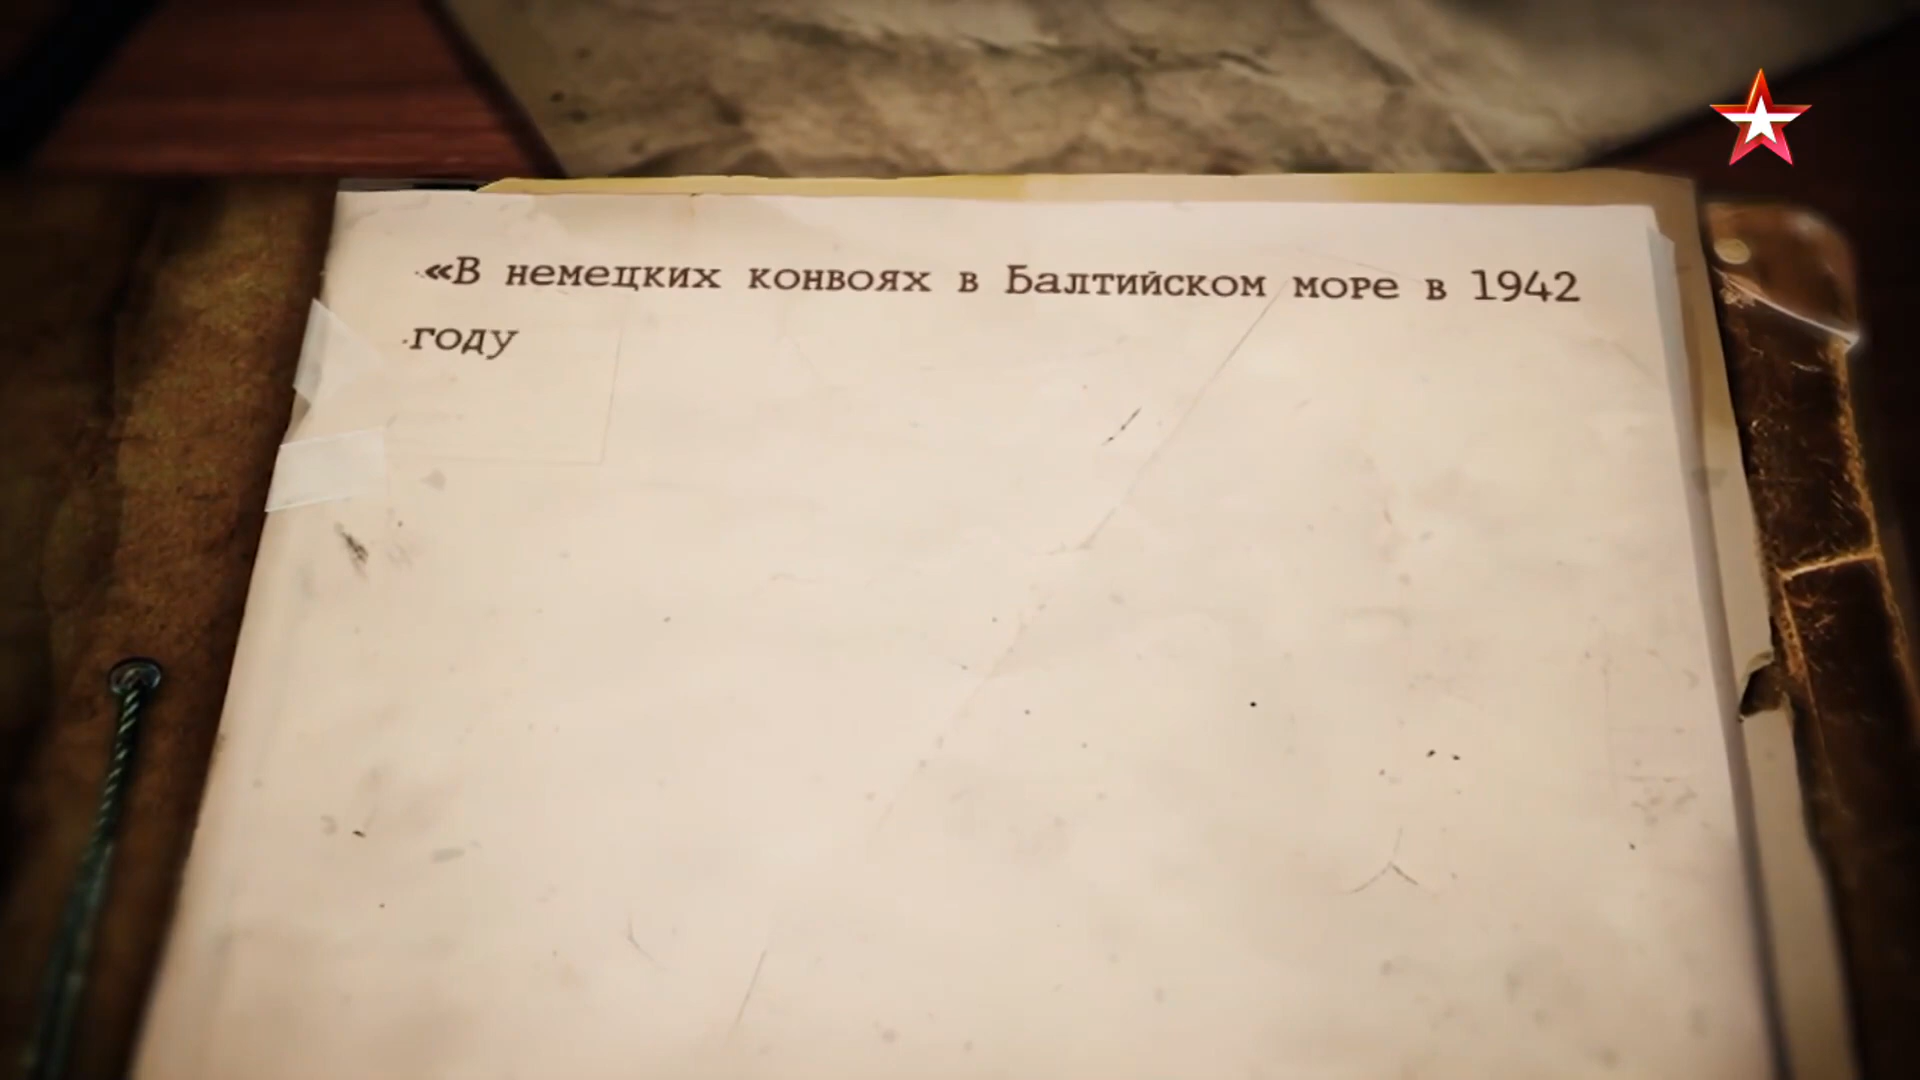 «В немецких конвоях в Балтийском море в 1942
году